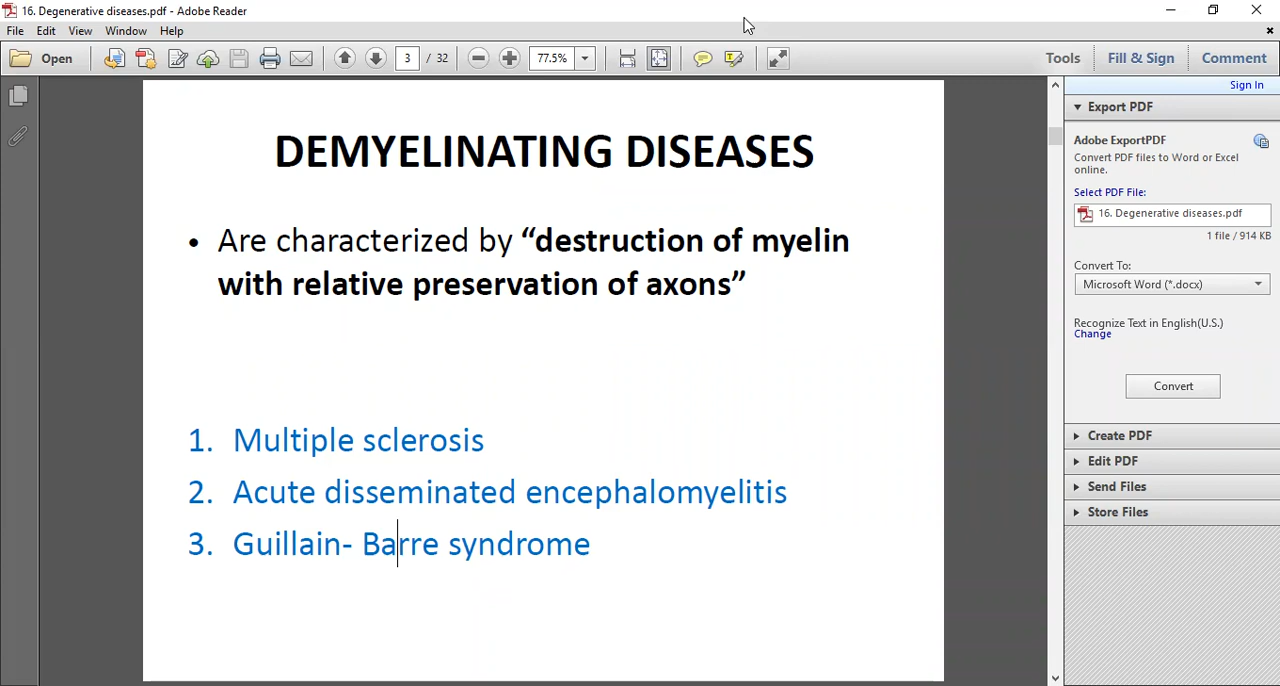 16. Degenerative diseases.pdf - Adobe Reader
File Edit View Window Help
Open 3 / 32 77.5% Tools Fill & Sign Comment
Sign In
Export PDF
Adobe ExportPDF
Convert PDF files to Word or Excel
online.
Select PDF File:
16. Degenerative diseases.pdf
1 file / 914 KB
Convert To:
Microsoft Word (*.docx)
Recognize Text in English(U.S.)
Change
Convert
Create PDF
Edit PDF
Send Files
Store Files
DEMYELINATING DISEASES
• Are characterized by “destruction of myelin
with relative preservation of axons”
1. Multiple sclerosis
2. Acute disseminated encephalomyelitis
3. Guillain- Barre syndrome